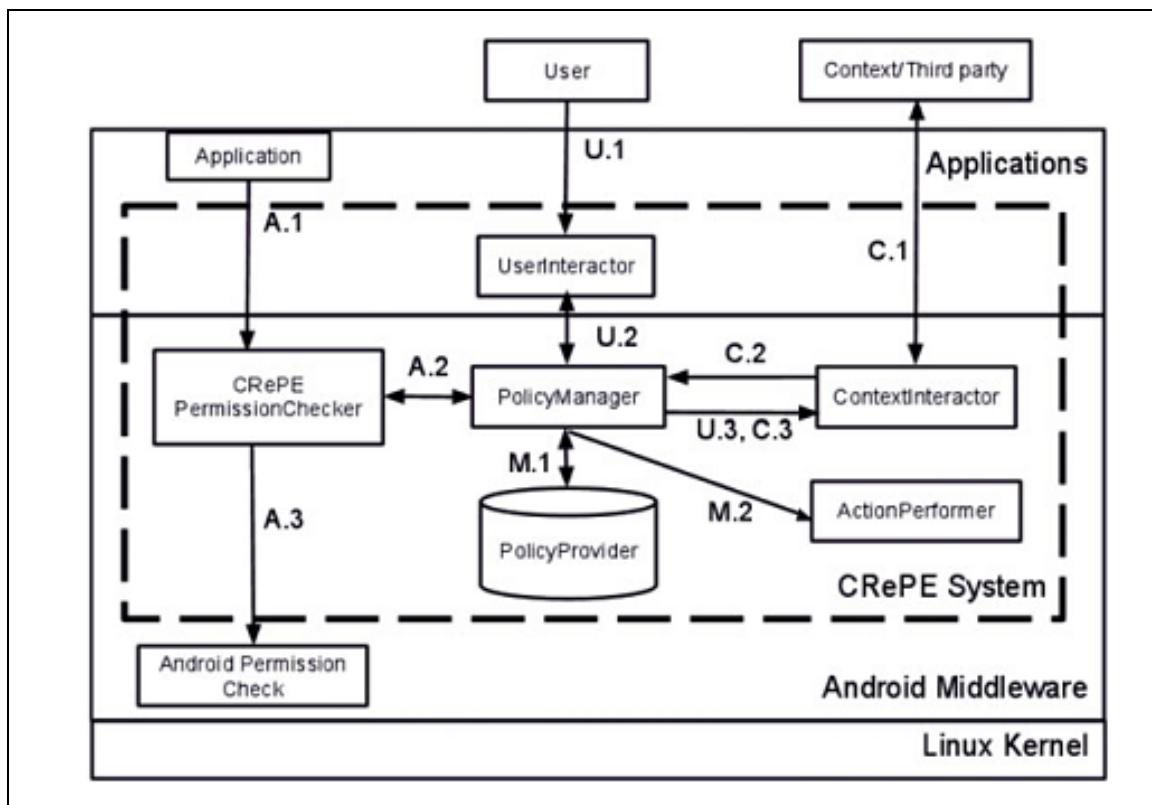 User
Context/Third party
Application
U.1
Applications
A.1
UserInteractor
C.1
U.2
C.2
CRePE
PermissionChecker
A.2
PolicyManager
ContextInteractor
U.3, C.3
M.1
A.3
M.2
ActionPerformer
PolicyProvider
CRePE System
Android Permission
Check
Android Middleware
Linux Kernel